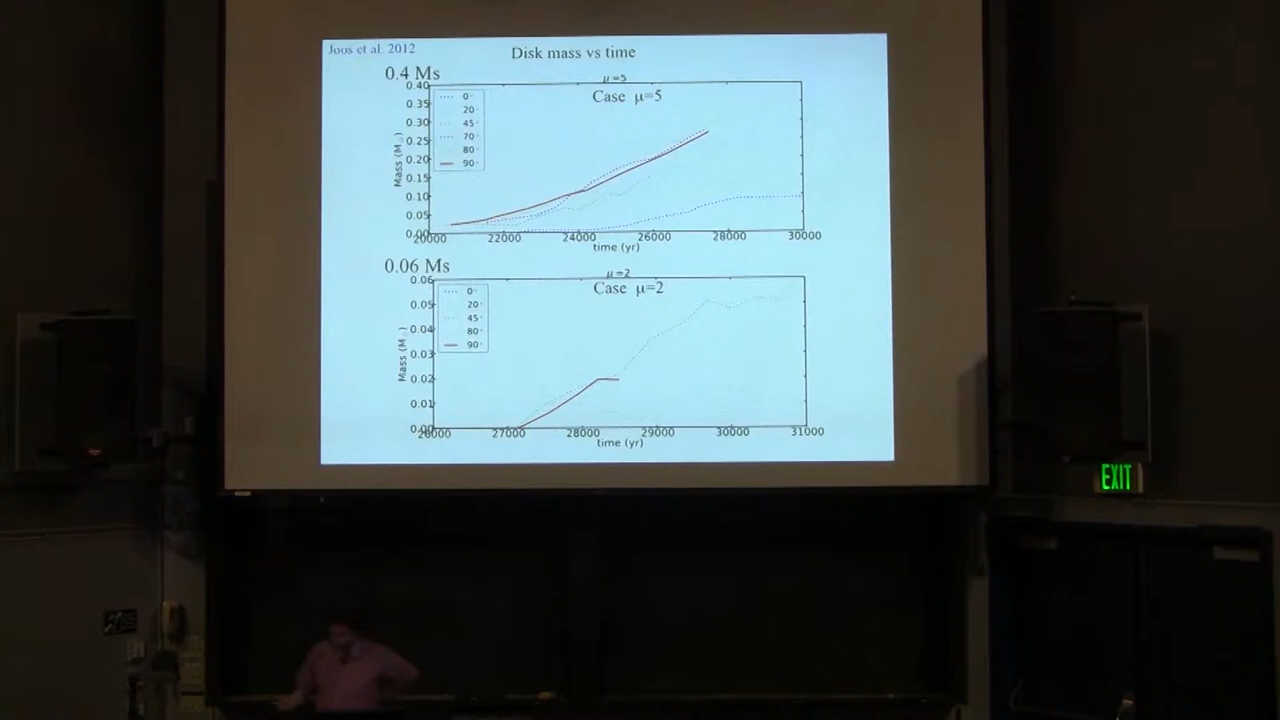 Joos et al. 2012
Disk mass vs time
0.4 Ms
μ=5
Case μ=5
0.40
0.35
0.30
0.25
0.20
0.15
0.10
0.05
0.00
Mass (M
0°
20°
45°
70°
80°
90°
20000 22000 24000 26000 28000 30000
time (yr)
0.06 Ms
μ=2
Case μ=2
0.06
0.05
0.04
0.03
0.02
0.01
0.00
Mass (M
0°
20°
45°
80°
90°
26000 27000 28000 29000 30000 31000
time (yr)
EXIT